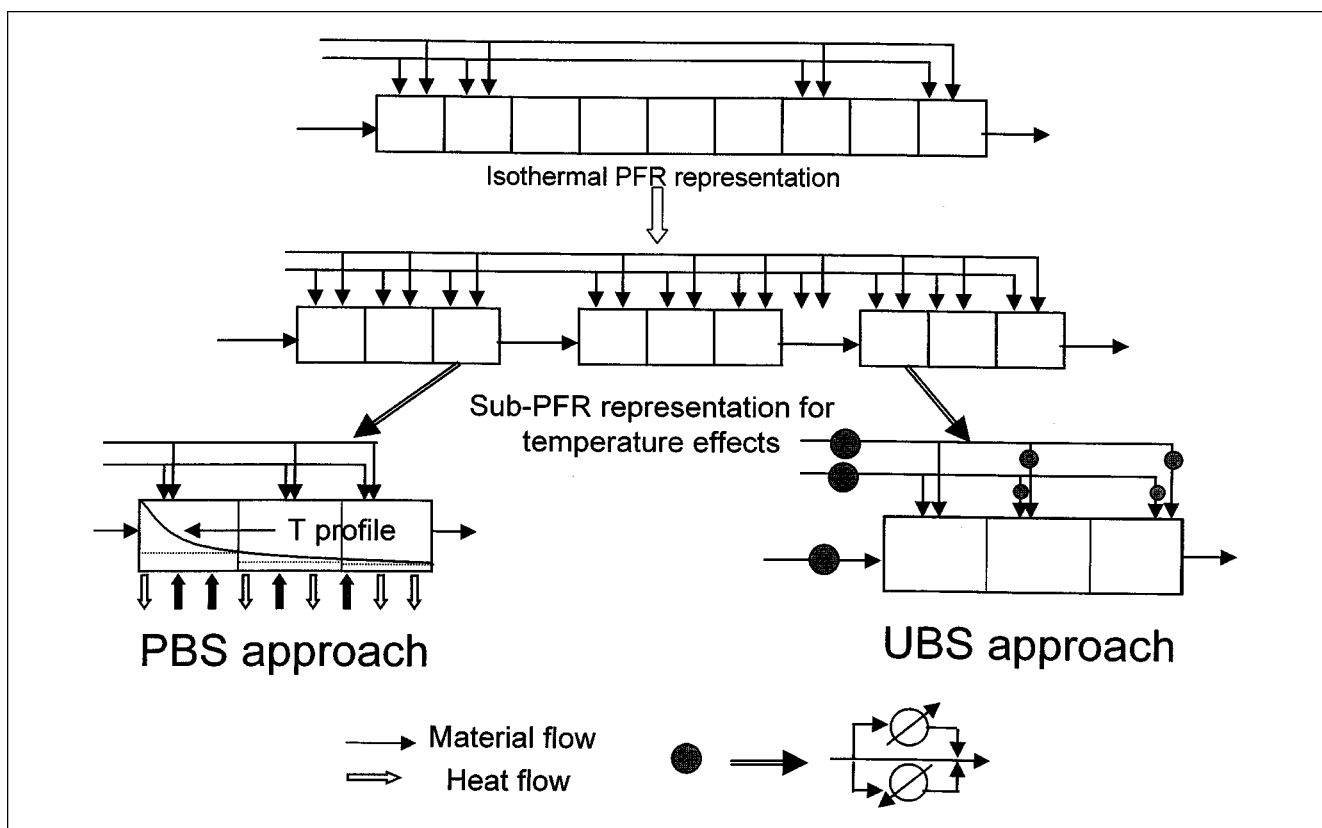 Isothermal PFR representation
Sub-PFR representation for
temperature effects
T profile
PBS approach
UBS approach
Material flow
Heat flow